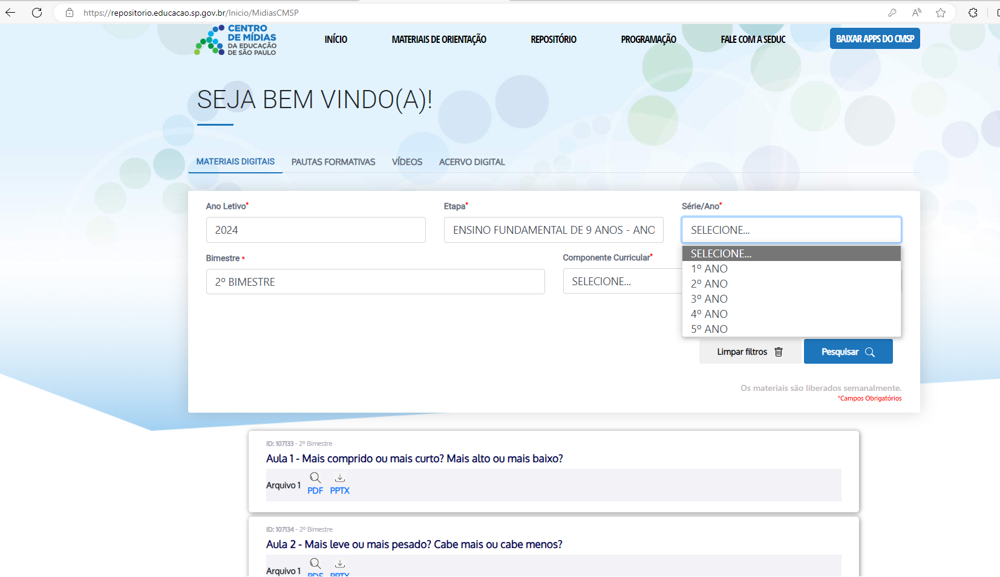 https://repositorio.educacao.sp.gov.br/Inicio/MidiasCMSP
CENTRO
DE MÍDIAS
DA EDUCAÇÃO
DE SÃO PAULO
INÍCIO
MATERIAIS DE ORIENTAÇÃO
REPOSITÓRIO
PROGRAMAÇÃO
FALE COM A SEDUC
BAIXAR APPS DO CMSP
SEJA BEM VINDO(A)!
MATERIAIS DIGITAIS
PAUTAS FORMATIVAS
VÍDEOS
ACERVO DIGITAL
Ano Letivo*
2024
Etapa*
ENSINO FUNDAMENTAL DE 9 ANOS - ANO
Série/Ano*
SELECIONE...
SELECIONE...
1º ANO
2º ANO
3º ANO
4º ANO
5º ANO
Bimestre *
2º BIMESTRE
Componente Curricular*
SELECIONE...
Limpar filtros
Pesquisar
Os materiais são liberados semanalmente.
*Campos Obrigatórios
ID: 107133 - 2º Bimestre
Aula 1 - Mais comprido ou mais curto? Mais alto ou mais baixo?
Arquivo 1
PDF
PPTX
ID: 107134 - 2º Bimestre
Aula 2 - Mais leve ou mais pesado? Cabe mais ou cabe menos?
Arquivo 1
PDF
PPTX